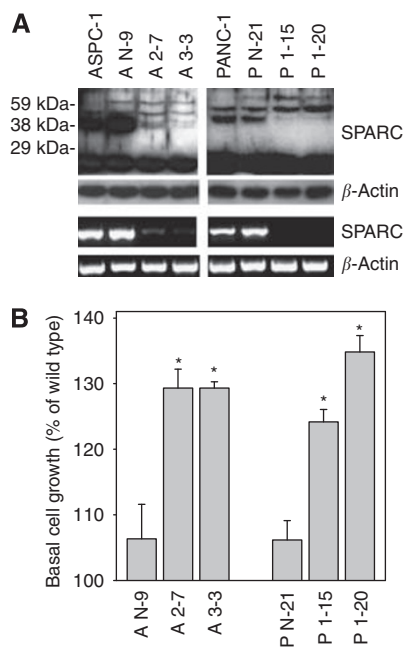 A
ASPC-1
A N-9
A 2-7
A 3-3
PANC-1
P N-21
P 1-15
P 1-20
59 kDa-
38 kDa-
29 kDa-
SPARC
β-Actin
SPARC
β-Actin
B
Basal cell growth (% of wild type)
140
130
120
110
100
*
*
*
*
A N-9
A 2-7
A 3-3
P N-21
P 1-15
P 1-20